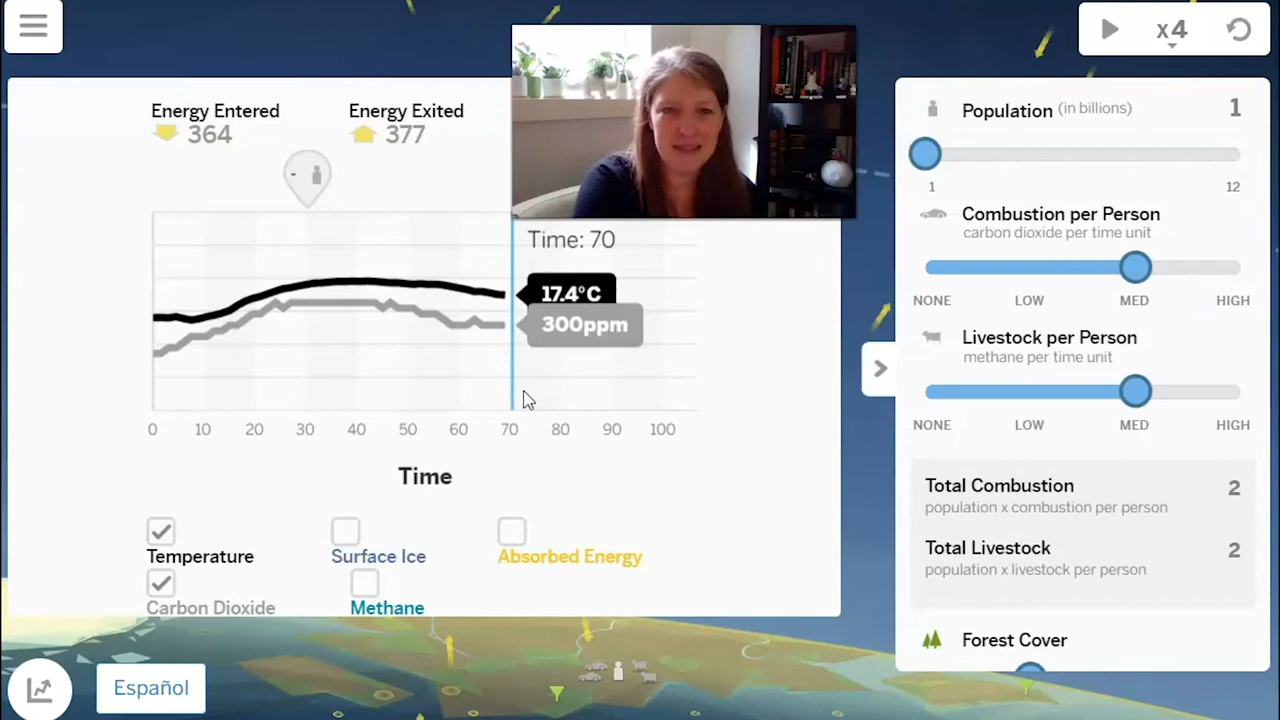 Energy Entered
364
Energy Exited
377
-
Time: 70
17.4°C
300ppm
0 10 20 30 40 50 60 70 80 90 100
Time
Temperature
Surface Ice
Absorbed Energy
Carbon Dioxide
Methane
Español
x4
Population (in billions) 1
1 12
Combustion per Person
carbon dioxide per time unit
NONE LOW MED HIGH
Livestock per Person
methane per time unit
NONE LOW MED HIGH
Total Combustion 2
population x combustion per person
Total Livestock 2
population x livestock per person
Forest Cover